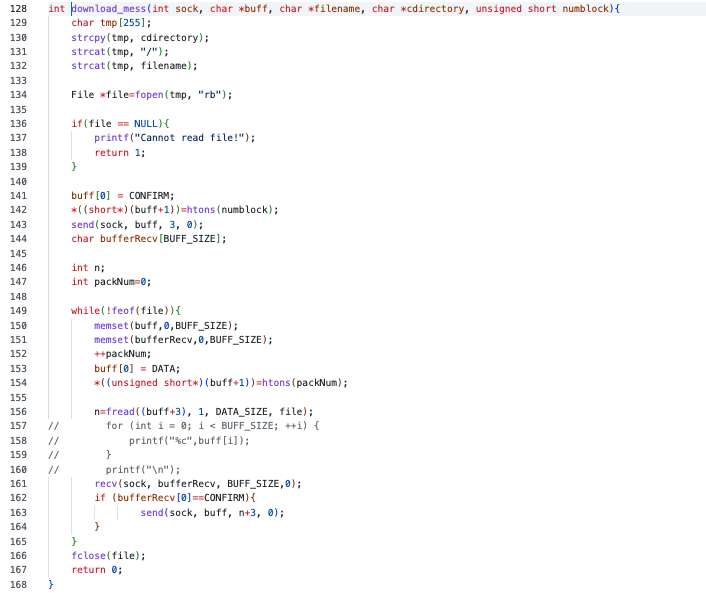 128 int download_mess(int sock, char *buff, char *filename, char *cdirectory, unsigned short numblock){
129     char tmp[255];
130     strcpy(tmp, cdirectory);
131     strcat(tmp, "/");
132     strcat(tmp, filename);
133
134     File *file=fopen(tmp, "rb");
135
136     if(file == NULL){
137         printf("Cannot read file!");
138         return 1;
139     }
140
141     buff[0] = CONFIRM;
142     *((short*)(buff+1))=htons(numblock);
143     send(sock, buff, 3, 0);
144     char bufferRecv[BUFF_SIZE];
145
146     int n;
147     int packNum=0;
148
149     while(!feof(file)){
150         memset(buff,0,BUFF_SIZE);
151         memset(bufferRecv,0,BUFF_SIZE);
152         ++packNum;
153         buff[0] = DATA;
154         *((unsigned short*)(buff+1))=htons(packNum);
155
156         n=fread((buff+3), 1, DATA_SIZE, file);
157 //        for (int i = 0; i < BUFF_SIZE; ++i) {
158 //            printf("%c",buff[i]);
159 //        }
160 //        printf("\n");
161         recv(sock, bufferRecv, BUFF_SIZE,0);
162         if (bufferRecv[0]==CONFIRM){
163                 send(sock, buff, n+3, 0);
164         }
165     }
166     fclose(file);
167     return 0;
168 }